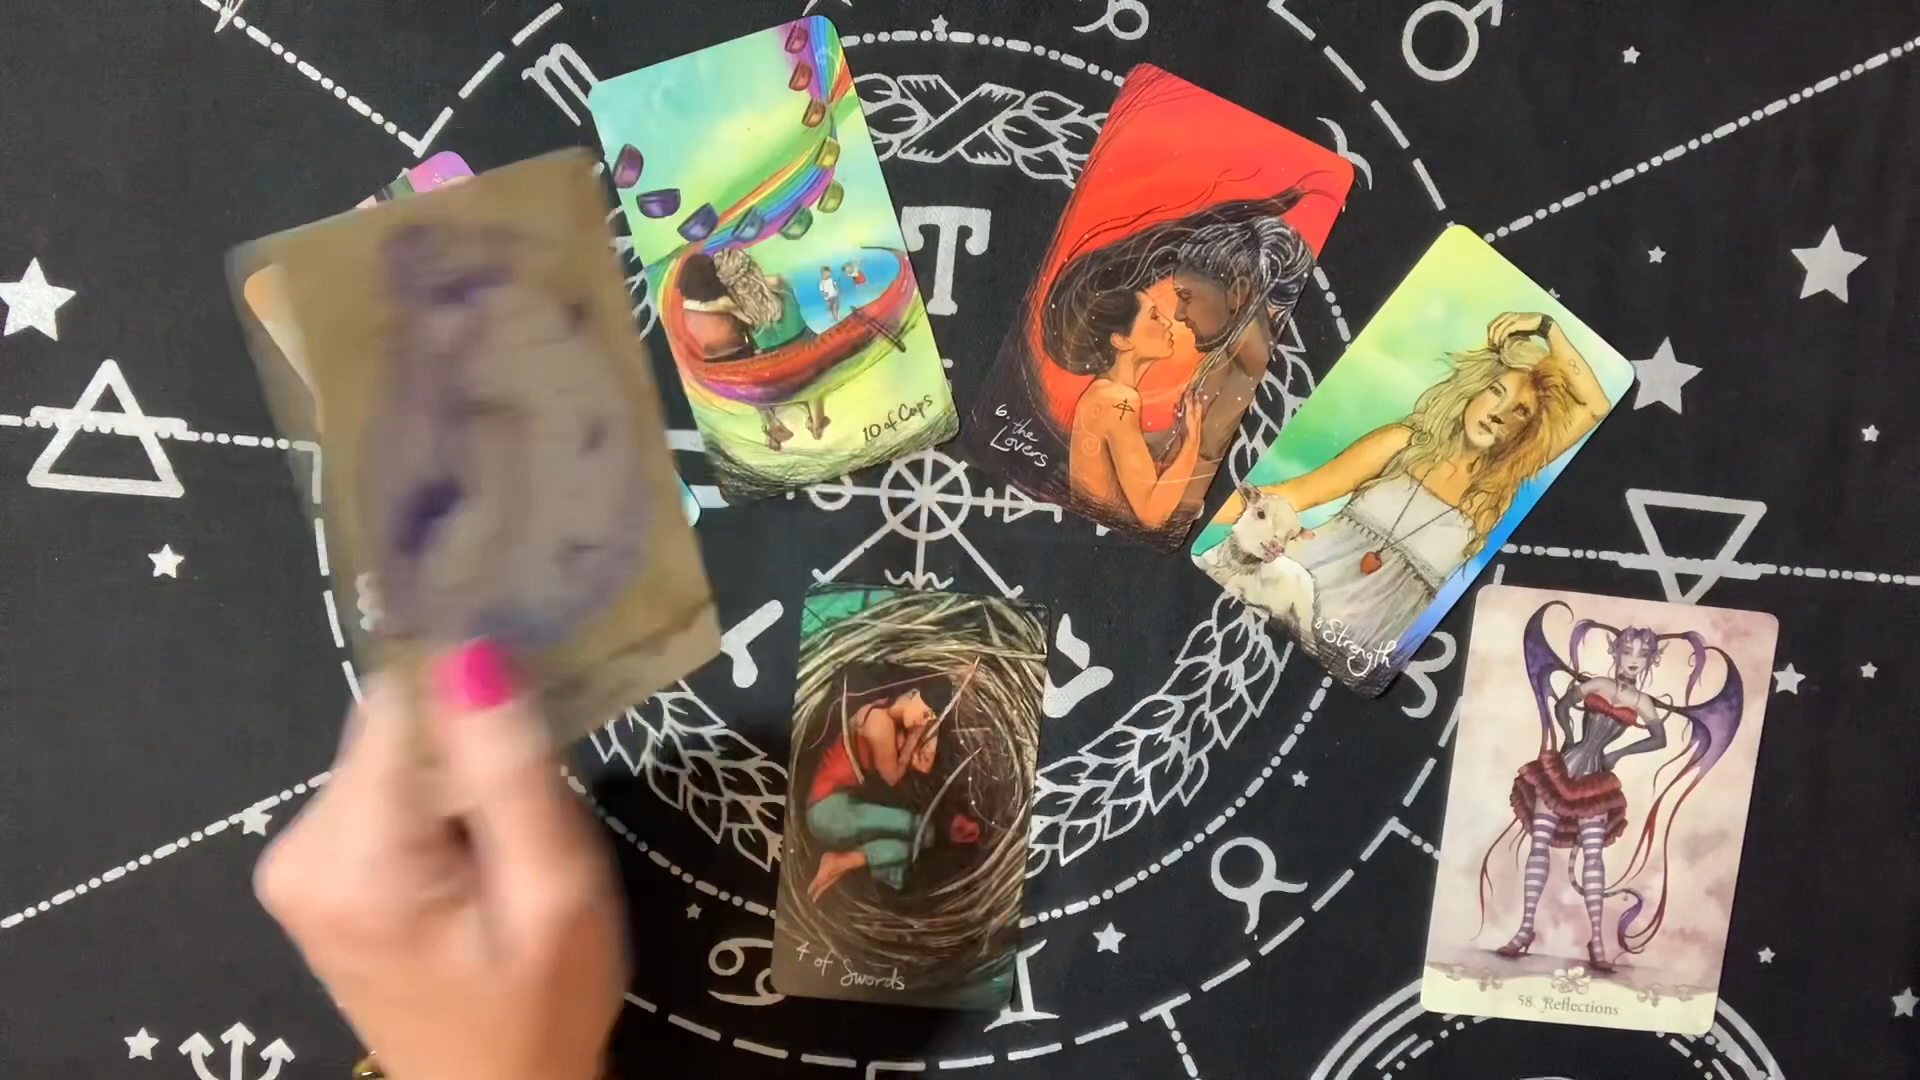 10 of Cups
6. the
Lovers
8 Strength
4 of Swords
58. Reflections